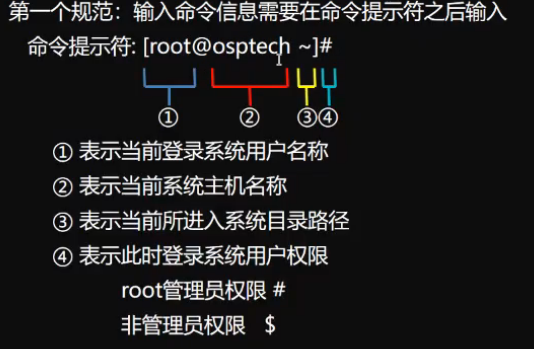 第一个规范：输入命令信息需要在命令提示符之后输入
命令提示符: [root@osptech ~]#
① ② ③④
① 表示当前登录系统用户名称
② 表示当前系统主机名称
③ 表示当前所进入系统目录路径
④ 表示此时登录系统用户权限
root管理员权限 #
非管理员权限 $